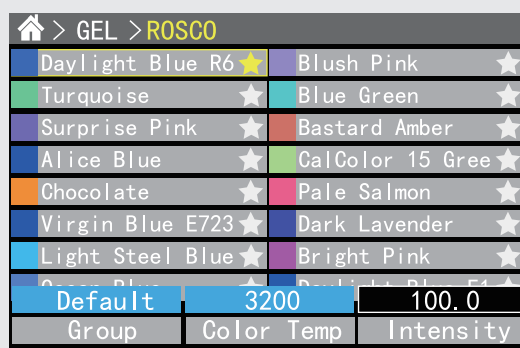 > GEL >ROSCO
Daylight Blue R6 Blush Pink
Turquoise Blue Green
Surprise Pink Bastard Amber
Alice Blue CalColor 15 Gree
Chocolate Pale Salmon
Virgin Blue E723 Dark Lavender
Light Steel Blue Bright Pink
Default 3200 100.0
Group Color Temp Intensity